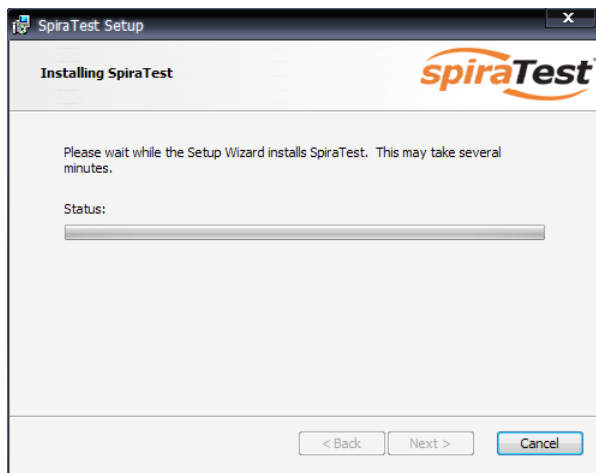 SpiraTest Setup
X
Installing SpiraTest
spiraTest
Please wait while the Setup Wizard installs SpiraTest. This may take several
minutes.
Status:
< Back
Next >
Cancel